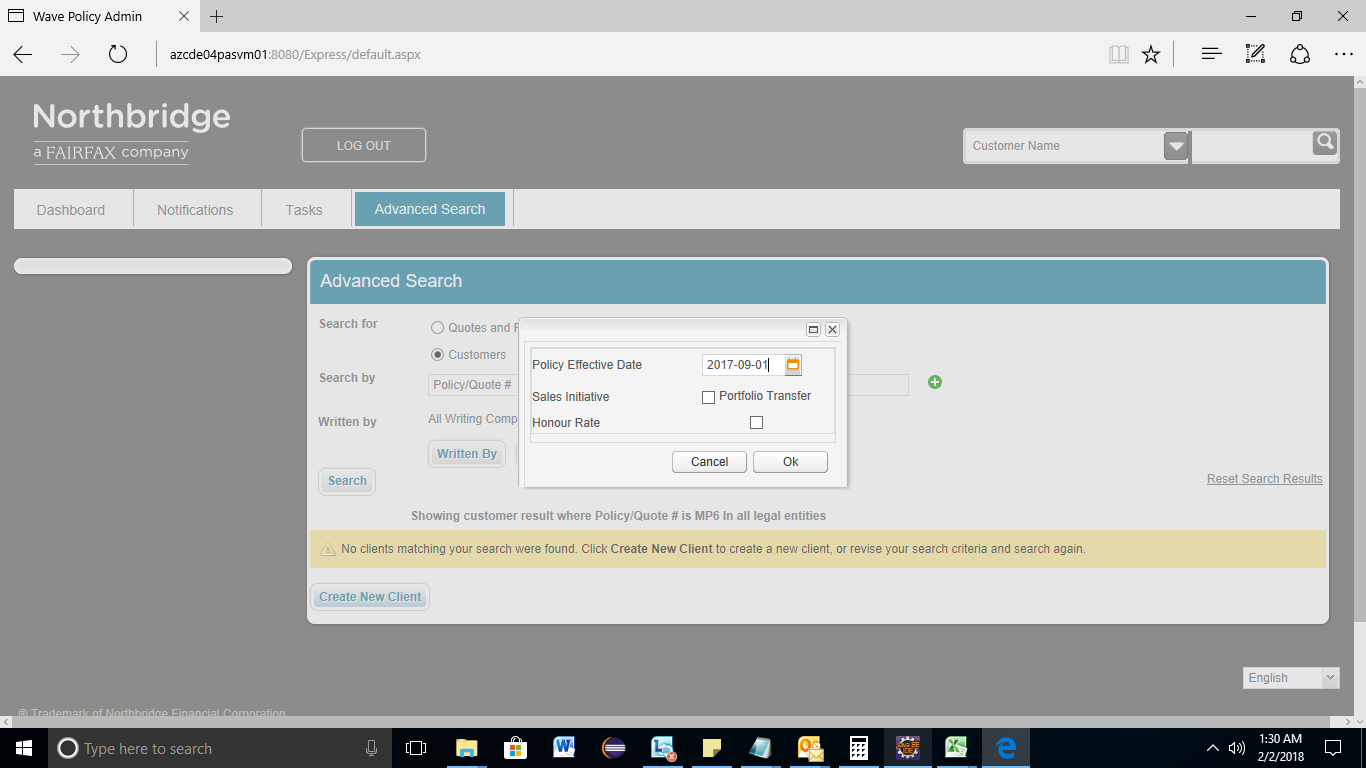 Wave Policy Admin
azcde04pasvm01:8080/Express/default.aspx
Northbridge
a FAIRFAX company
LOG OUT
Customer Name
Dashboard
Notifications
Tasks
Advanced Search
Advanced Search
Search for
Quotes and
Customers
Search by
Policy/Quote #
Written by
All Writing Comp
Written By
Search
Policy Effective Date
2017-09-01
Sales Initiative
Portfolio Transfer
Honour Rate
Cancel
Ok
Reset Search Results
Showing customer result where Policy/Quote # is MP6 In all legal entities
No clients matching your search were found. Click Create New Client to create a new client, or revise your search criteria and search again.
Create New Client
English
® Trademark of Northbridge Financial Corporation
Type here to search
1:30 AM
2/2/2018